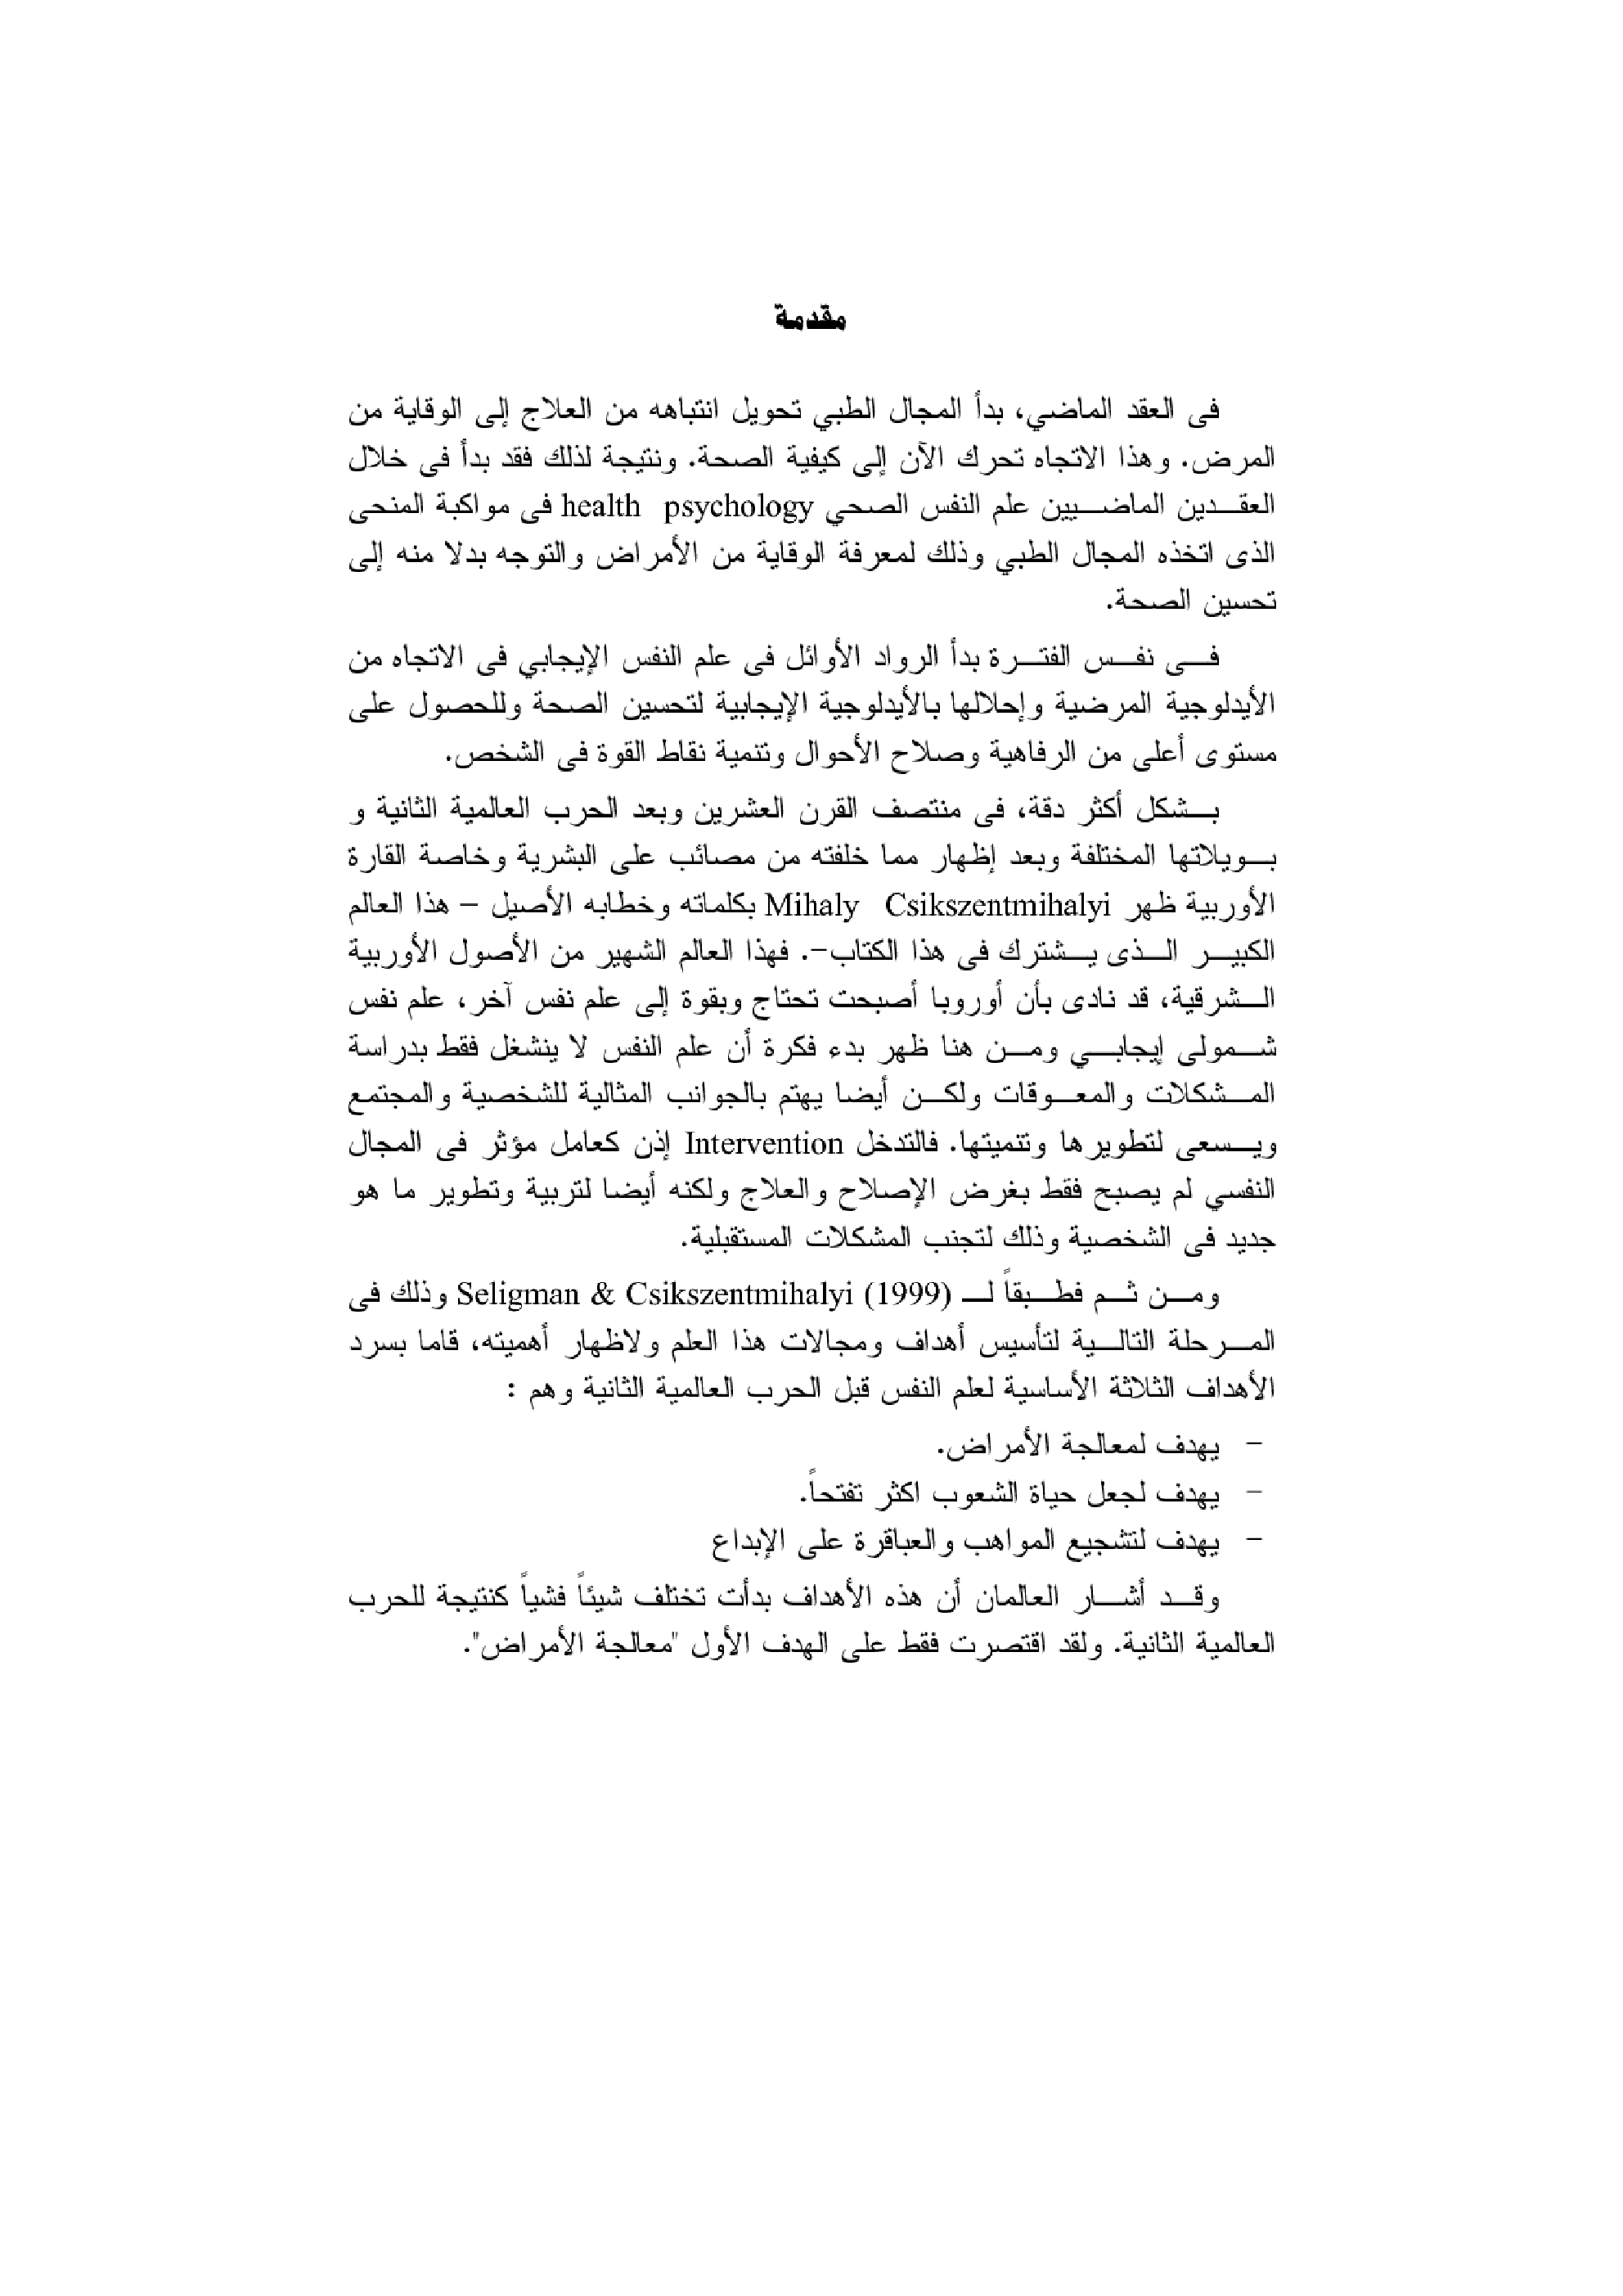 مقدمة
فى العقد الماضي، بدأ المجال الطبي تحويل انتباهه من العلاج إلى الوقاية من
المرض. وهذا الاتجاه تحرك الآن إلى كيفية الصحة. ونتيجة لذلك فقد بدأ فى خلال
العقدين الماضيين علم النفس الصحي health psychology فى مواكبة المنحى
الذى اتخذه المجال الطبي وذلك لمعرفة الوقاية من الأمراض والتوجه بدلا منه إلى
تحسين الصحة.
فى نفس الفترة بدأ الرواد الأوائل فى علم النفس الإيجابي فى الاتجاه من
الأيدلوجية المرضية وإحلالها بالأيدلوجية الإيجابية لتحسين الصحة وللحصول على
مستوى أعلى من الرفاهية وصلاح الأحوال وتنمية نقاط القوة فى الشخص.
بشكل أكثر دقة، فى منتصف القرن العشرين وبعد الحرب العالمية الثانية و
بويلاتها المختلفة وبعد إظهار مما خلفته من مصائب على البشرية وخاصة القارة
الأوربية ظهر Mihaly Csikszentmihalyi بكلماته وخطابه الأصيل – هذا العالم
الكبير الذى يشترك فى هذا الكتاب–. فهذا العالم الشهير من الأصول الأوربية
الشرقية، قد نادى بأن أوروبا أصبحت تحتاج وبقوة إلى علم نفس آخر، علم نفس
شمولى إيجابي ومن هنا ظهر بدء فكرة أن علم النفس لا ينشغل فقط بدراسة
المشكلات والمعوقات ولكن أيضا يهتم بالجوانب المثالية للشخصية والمجتمع
ويسعى لتطويرها وتنميتها. فالتدخل Intervention إذن كعامل مؤثر فى المجال
النفسي لم يصبح فقط بغرض الإصلاح والعلاج ولكنه أيضا لتربية وتطوير ما هو
جديد فى الشخصية وذلك لتجنب المشكلات المستقبلية.
ومن ثم فطبقاً لـ Seligman & Csikszentmihalyi (1999) وذلك فى
المرحلة التالية لتأسيس أهداف ومجالات هذا العلم ولاظهار أهميته، قاما بسرد
الأهداف الثلاثة الأساسية لعلم النفس قبل الحرب العالمية الثانية وهم :
– يهدف لمعالجة الأمراض.
– يهدف لجعل حياة الشعوب اكثر تفتحاً.
– يهدف لتشجيع المواهب والعباقرة على الإبداع
وقد أشار العالمان أن هذه الأهداف بدأت تختلف شيئاً فشياً كنتيجة للحرب
العالمية الثانية. ولقد اقتصرت فقط على الهدف الأول "معالجة الأمراض".